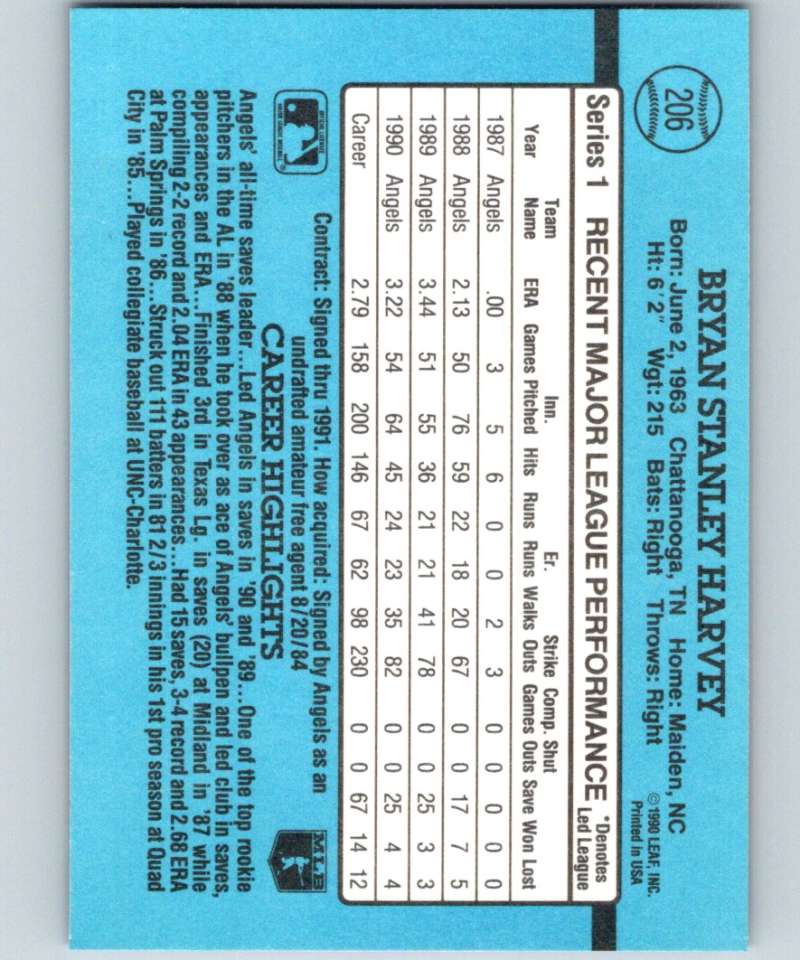 206
BRYAN STANLEY HARVEY
Born: June 2, 1963 Chattanooga, TN Home: Maiden, NC
Ht: 6'2" Wgt: 215 Bats: Right Throws: Right
©1990 LEAF, INC.
Printed in USA
Series 1 RECENT MAJOR LEAGUE PERFORMANCE *Denotes Led League
Year Team Name ERA Games Inn. Pitched Hits Runs Er. Runs Walks Strike Outs Comp. Games Shut Outs Save Won Lost
1987 Angels .00 3 5 6 0 0 2 3 0 0 0 0 0
1988 Angels 2.13 50 76 59 22 18 20 67 0 0 17 7 5
1989 Angels 3.44 51 55 36 21 21 41 78 0 0 25 3 3
1990 Angels 3.22 54 64 45 24 23 35 82 0 0 25 4 4
Career 2.79 158 200 146 67 62 98 230 0 0 67 14 12
Contract: Signed thru 1991. How acquired: Signed by Angels as an
undrafted amateur free agent 8/20/84
MLB
CAREER HIGHLIGHTS
Angels' all-time saves leader...Led Angels in saves in '90 and '89...One of the top rookie
pitchers in the AL in '88 when he took over as ace of Angels' bullpen and led club in saves,
appearances and ERA...Finished 3rd in Texas Lg. in saves (20) at Midland in '87 while
compiling 2-2 record and 2.04 ERA in 43 appearances...Had 15 saves, 3-4 record and 2.68 ERA
at Palm Springs in '86...Struck out 111 batters in 81 2/3 innings in his 1st pro season at Quad
City in '85...Played collegiate baseball at UNC-Charlotte.